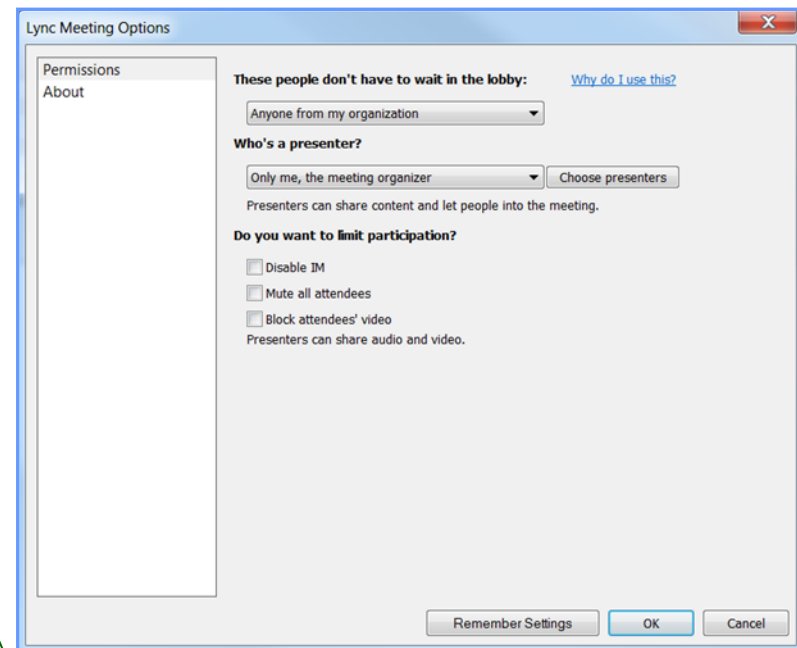 Lync Meeting Options
Permissions
About
These people don't have to wait in the lobby: Why do I use this?
Anyone from my organization
Who's a presenter?
Only me, the meeting organizer Choose presenters
Presenters can share content and let people into the meeting.
Do you want to limit participation?
Disable IM
Mute all attendees
Block attendees' video
Presenters can share audio and video.
Remember Settings OK Cancel